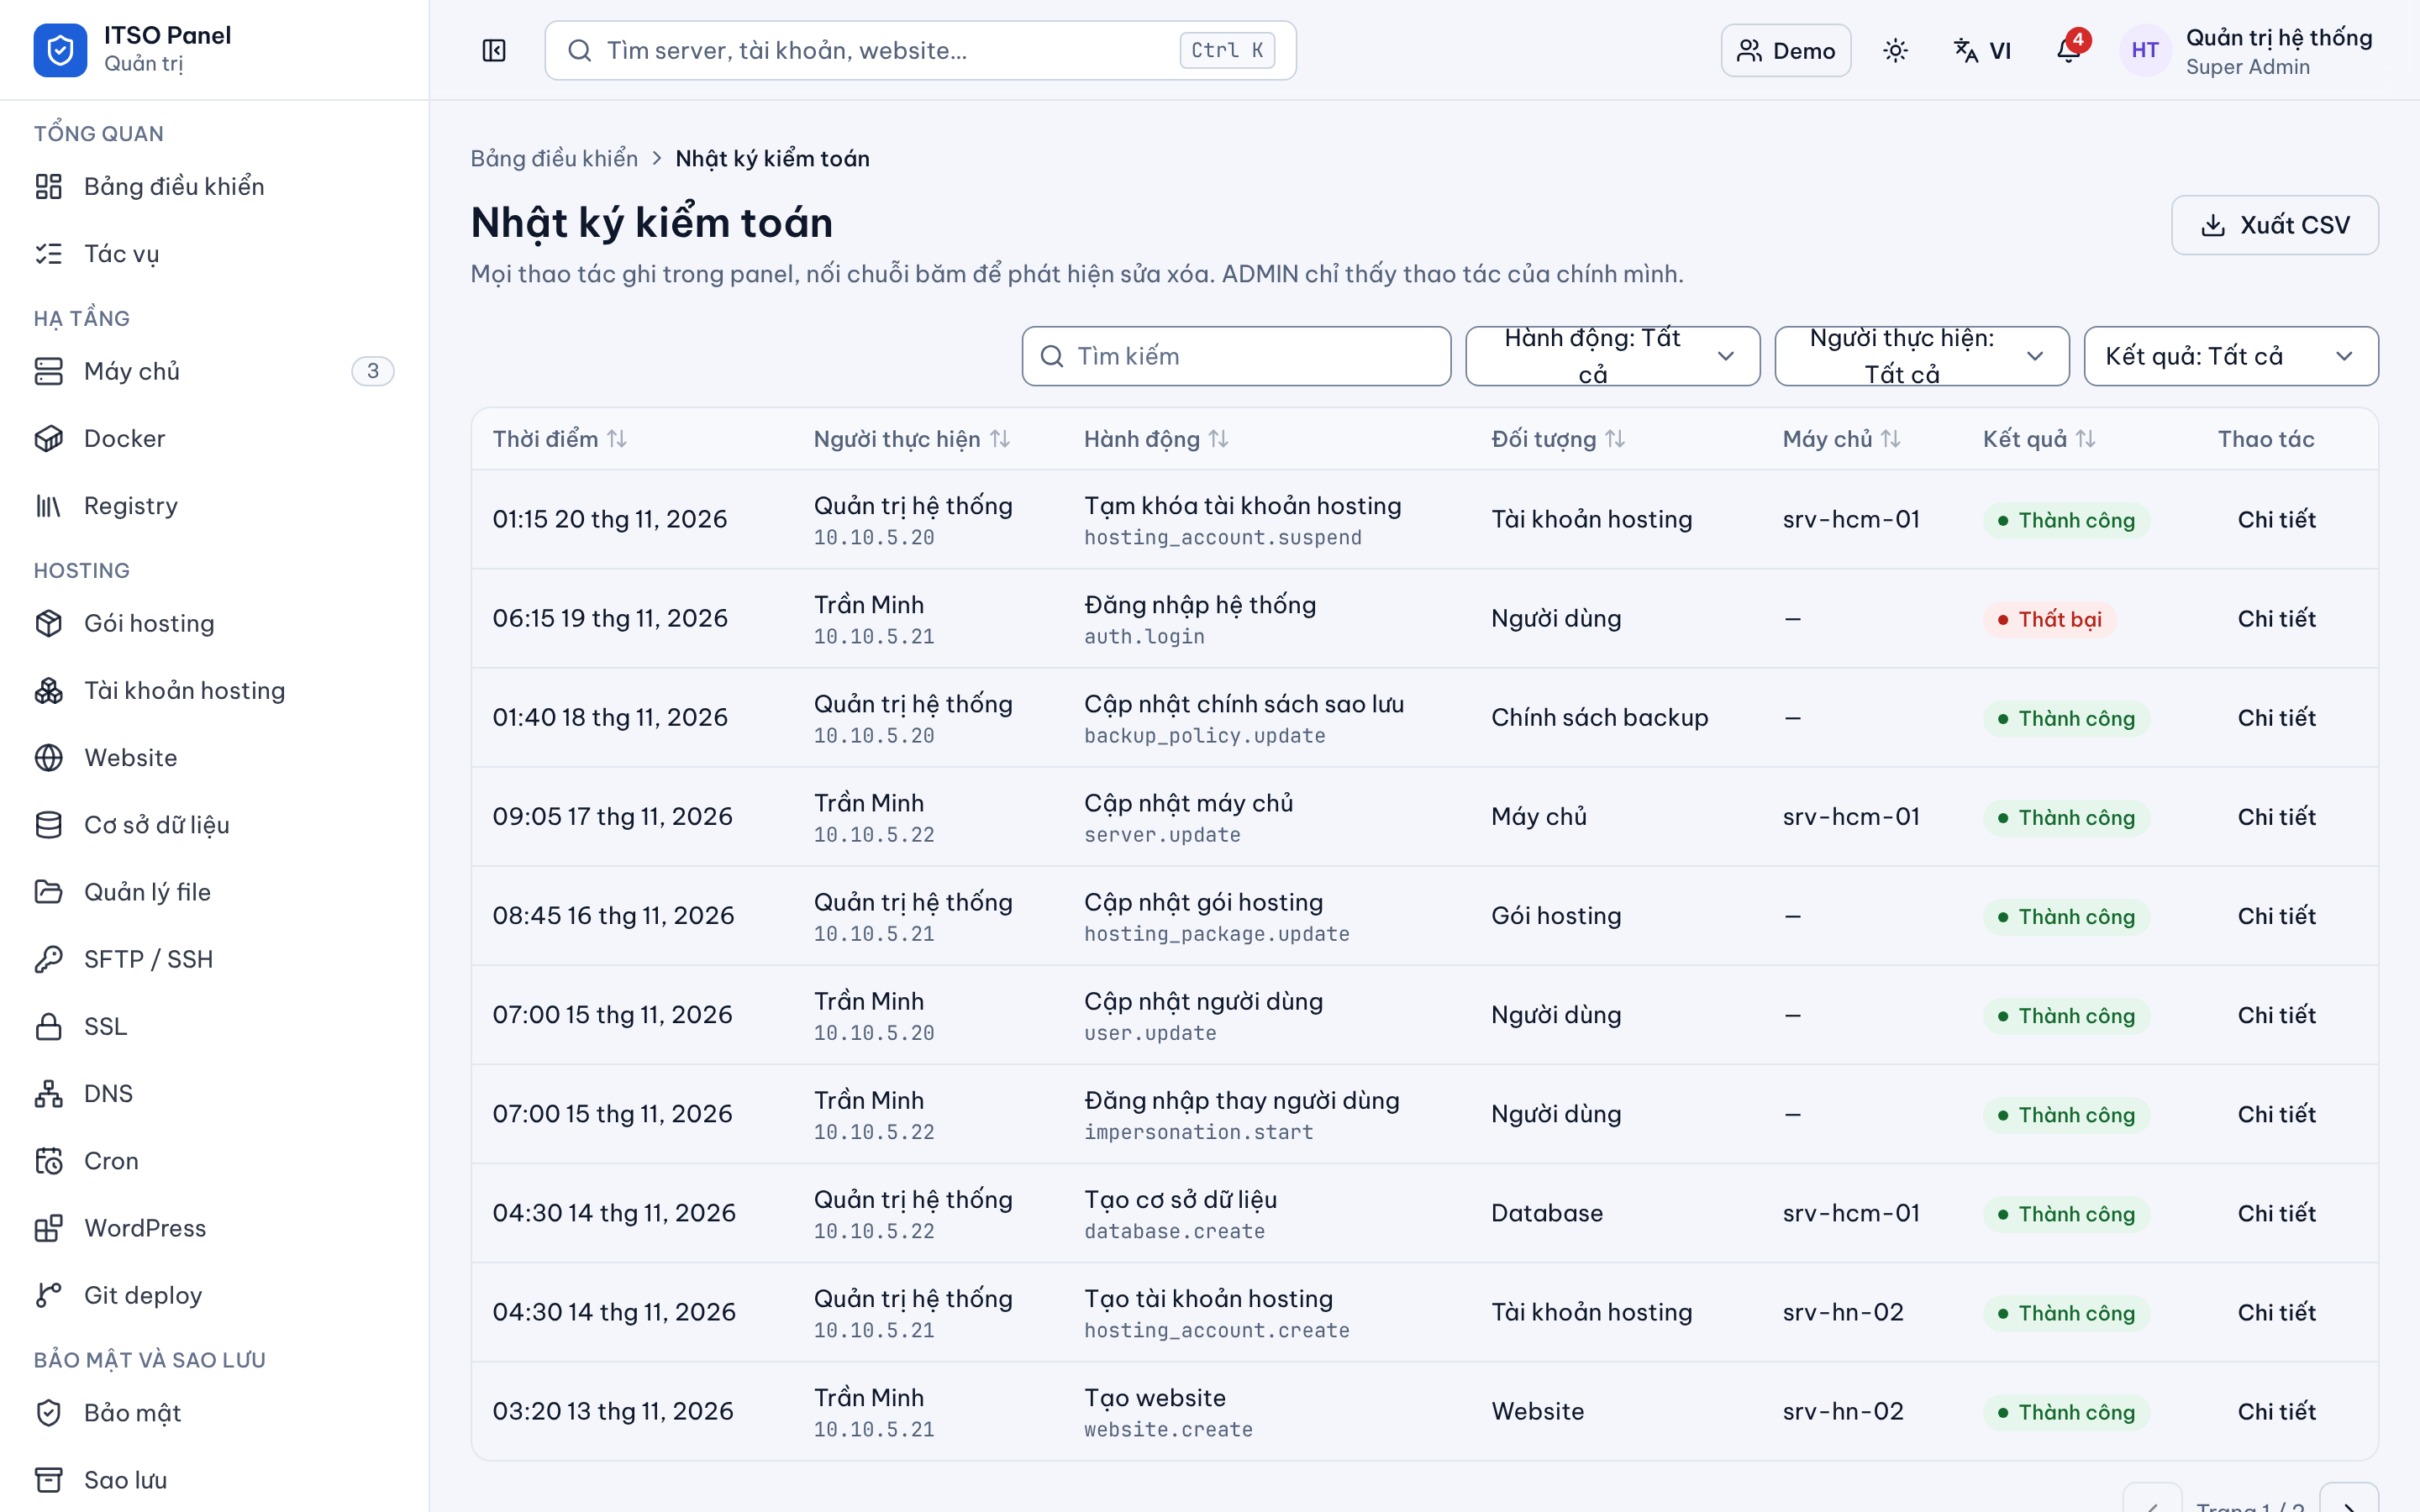 ITSO Panel
Quản trị
Tìm server, tài khoản, website...
Ctrl K
Demo
VI
4
HT
Quản trị hệ thống
Super Admin
TỔNG QUAN
Bảng điều khiển
Tác vụ
HẠ TẦNG
Máy chủ
3
Docker
Registry
HOSTING
Gói hosting
Tài khoản hosting
Website
Cơ sở dữ liệu
Quản lý file
SFTP / SSH
SSL
DNS
Cron
WordPress
Git deploy
BẢO MẬT VÀ SAO LƯU
Bảo mật
Sao lưu
Bảng điều khiển > Nhật ký kiểm toán
Nhật ký kiểm toán
Xuất CSV
Mọi thao tác ghi trong panel, nối chuỗi băm để phát hiện sửa xóa. ADMIN chỉ thấy thao tác của chính mình.
Tìm kiếm
Hành động: Tất
cả
Người thực hiện:
Tất cả
Kết quả: Tất cả
Thời điểm Người thực hiện Hành động Đối tượng Máy chủ Kết quả Thao tác
01:15 20 thg 11, 2026 Quản trị hệ thống Tạm khóa tài khoản hosting Tài khoản hosting srv-hcm-01 Thành công Chi tiết
10.10.5.20 hosting_account.suspend
06:15 19 thg 11, 2026 Trần Minh Đăng nhập hệ thống Người dùng – Thất bại Chi tiết
10.10.5.21 auth.login
01:40 18 thg 11, 2026 Quản trị hệ thống Cập nhật chính sách sao lưu Chính sách backup – Thành công Chi tiết
10.10.5.20 backup_policy.update
09:05 17 thg 11, 2026 Trần Minh Cập nhật máy chủ Máy chủ srv-hcm-01 Thành công Chi tiết
10.10.5.22 server.update
08:45 16 thg 11, 2026 Quản trị hệ thống Cập nhật gói hosting Gói hosting – Thành công Chi tiết
10.10.5.21 hosting_package.update
07:00 15 thg 11, 2026 Trần Minh Cập nhật người dùng Người dùng – Thành công Chi tiết
10.10.5.20 user.update
07:00 15 thg 11, 2026 Trần Minh Đăng nhập thay người dùng Người dùng – Thành công Chi tiết
10.10.5.22 impersonation.start
04:30 14 thg 11, 2026 Quản trị hệ thống Tạo cơ sở dữ liệu Database srv-hcm-01 Thành công Chi tiết
10.10.5.22 database.create
04:30 14 thg 11, 2026 Quản trị hệ thống Tạo tài khoản hosting Tài khoản hosting srv-hn-02 Thành công Chi tiết
10.10.5.21 hosting_account.create
03:20 13 thg 11, 2026 Trần Minh Tạo website Website srv-hn-02 Thành công Chi tiết
10.10.5.21 website.create
Trang 1 / 2